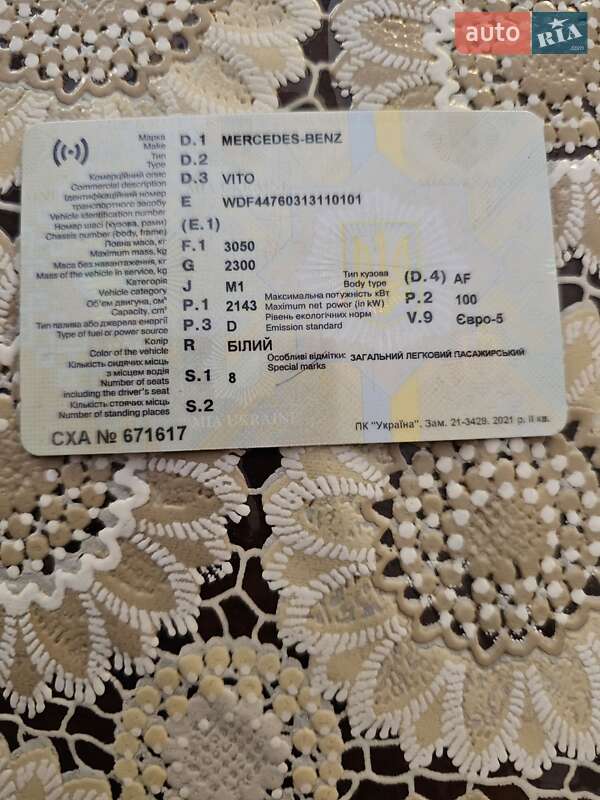 auto RIA.com
Марка D.1 MERCEDES-BENZ
Make
Тип D.2
Type
Комерційний опис D.3 VITO
Commercial description
Ідентифікаційний номер
транспортного засобу E WDF44760313110101
Vehicle identification number
Номер шасі (кузова, рами) (E.1)
Chassis number (body, frame)
Повна маса, кг F.1 3050
Maximum mass, kg
Маса без навантаження, кг G 2300
Mass of the vehicle in service, kg
Категорія J M1
Vehicle category
Тип кузова (D.4) AF
Body type
Об'єм двигуна, см³ P.1 2143
Capacity, cm³
Максимальна потужність кВт P.2 100
Maximum net power (in kW)
Тип палива або джерела енергії P.3 D
Type of fuel or power source
Рівень екологічних норм V.9 Євро-5
Emission standard
Колір R БІЛИЙ
Color of the vehicle
Особливі відмітки: ЗАГАЛЬНИЙ ЛЕГКОВИЙ ПАСАЖИРСЬКИЙ
Special marks
Кількість сидячих місць
з місцем водія S.1 8
Number of seats
including the driver's seat
Кількість стоячих місць S.2
Number of standing places
СХА № 671617
MIA UKRAINE
ПК "Україна". Зам. 21-3429. 2021 р. ІІ кв.